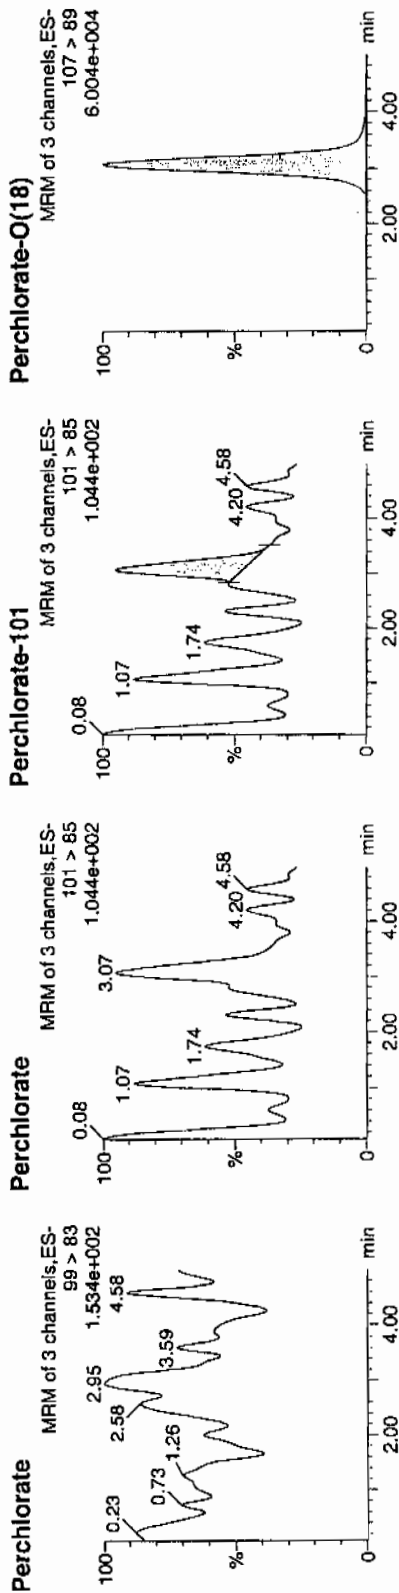 Perchlorate
MRM of 3 channels,ES-
99 > 83
1.534e+002
100
%
0
0.23
0.73
1.26
2.58
2.95
3.59
4.58
2.00
4.00
min
Perchlorate
MRM of 3 channels,ES-
101 > 85
1.044e+002
100
%
0
0.08
1.07
1.74
3.07
4.20
4.58
2.00
4.00
min
Perchlorate-101
MRM of 3 channels,ES-
101 > 85
1.044e+002
100
%
0
0.08
1.07
1.74
4.20
4.58
2.00
4.00
min
Perchlorate-O(18)
MRM of 3 channels,ES-
107 > 89
6.004e+004
100
%
0
2.00
4.00
min